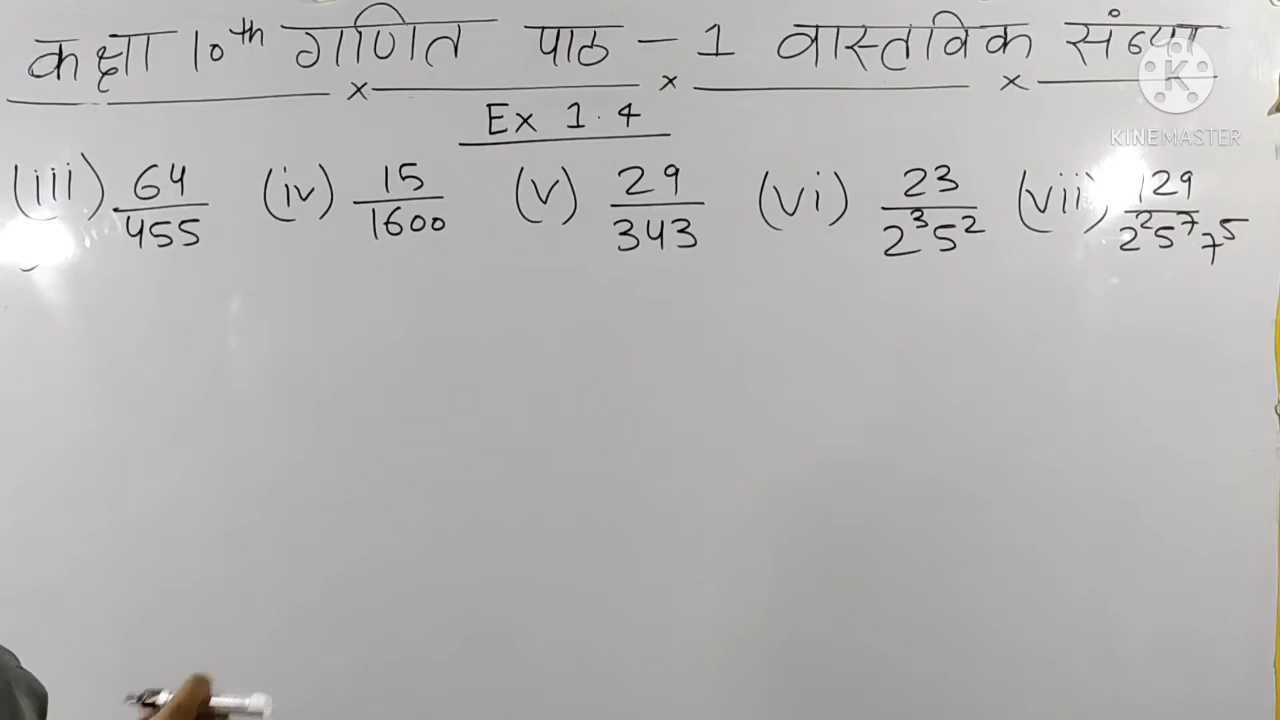 कक्षा 10th गणित पाठ - 1 वास्तविक संख्या
K
KINEMASTER
Ex 1.4
(iii) 64/455 (iv) 15/1600 (v) 29/343 (vi) 23/2³5² (vii) 129/2²5⁷7⁵